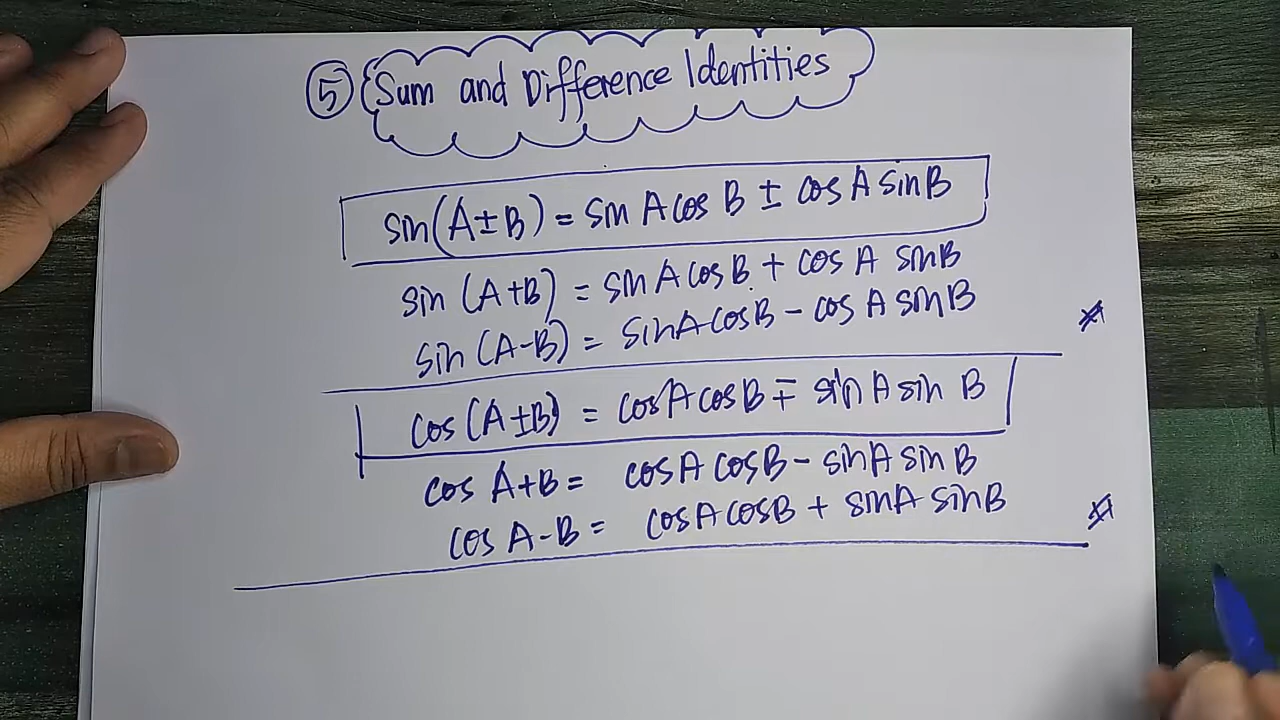 5 Sum and Difference Identities
sin(A±B) = sin A cos B ± cos A sin B
sin (A+B) = sin A cos B + cos A sin B
sin (A-B) = sin A cos B - cos A sin B
cos (A±B) = cos A cos B ∓ sin A sin B
cos A+B = cos A cos B - sin A sin B
cos A-B = cos A cos B + sin A sin B